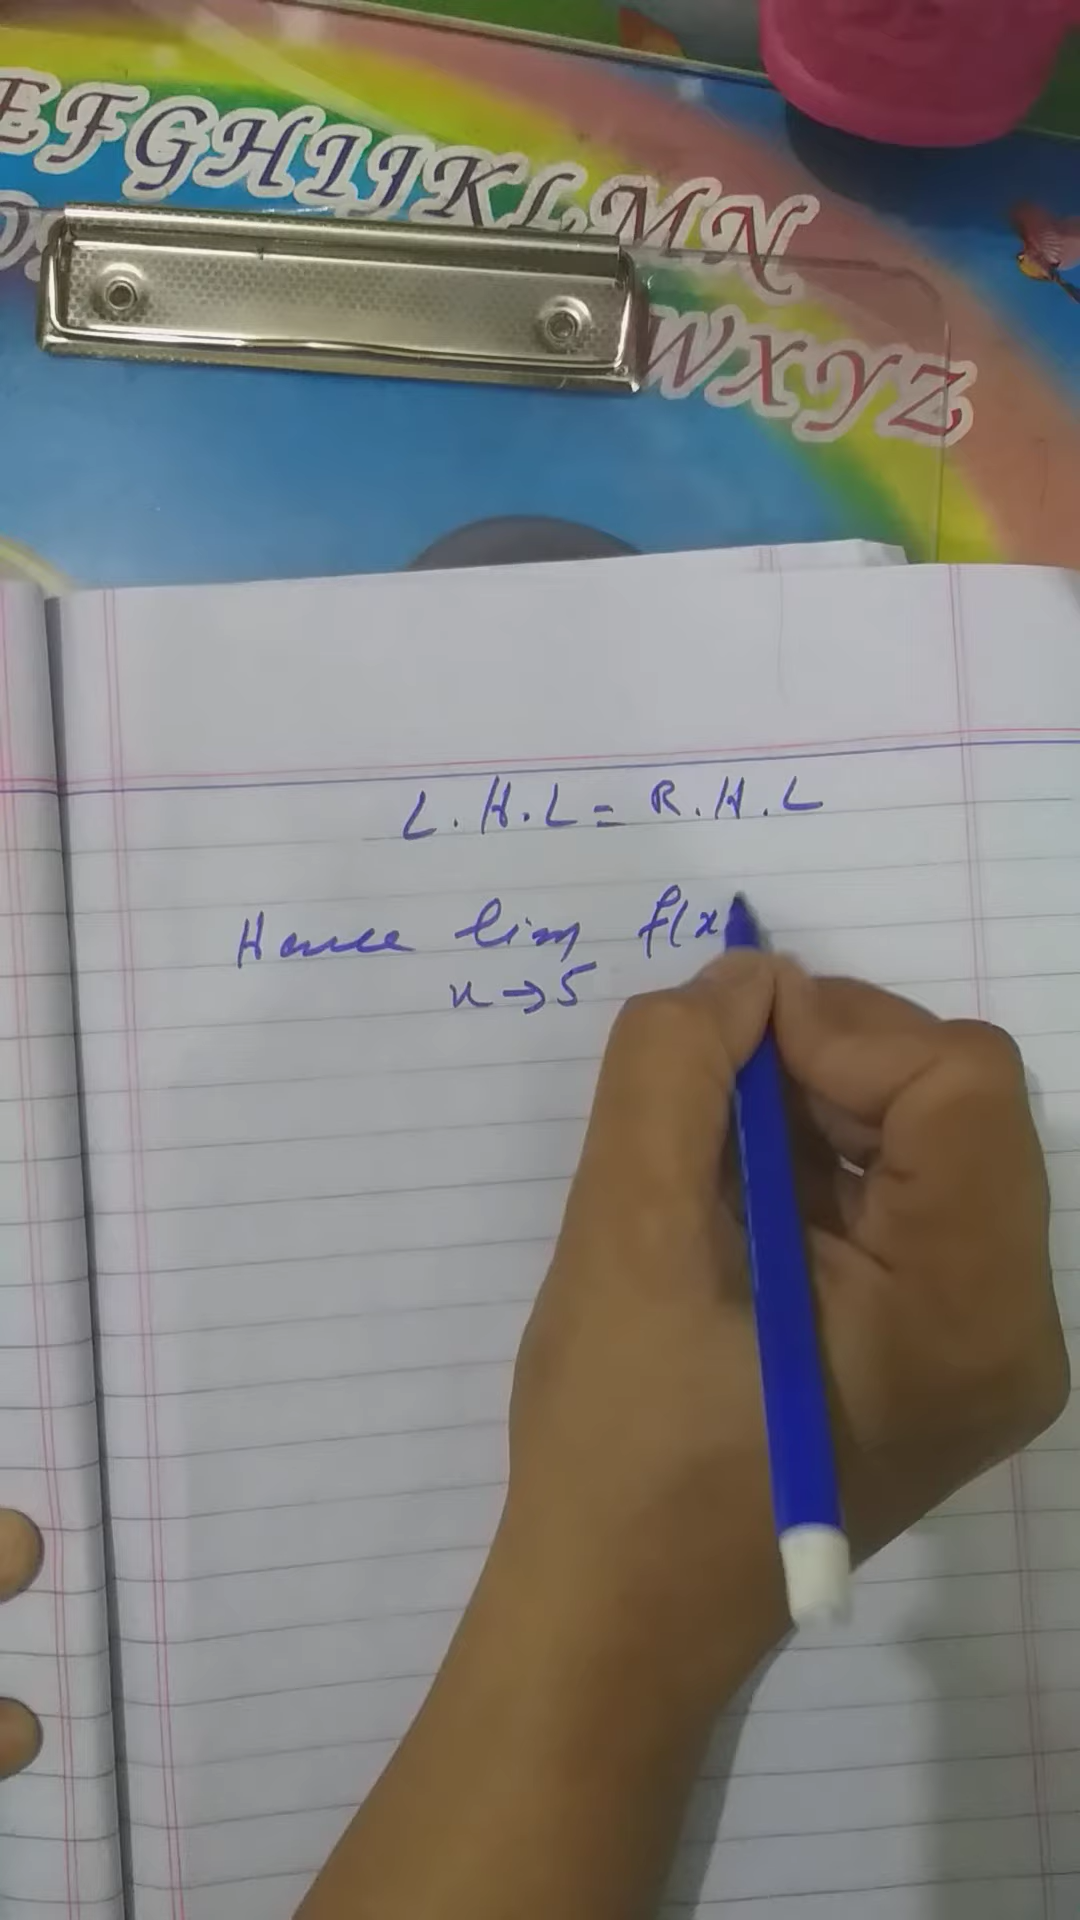 EFGHIJKLMN
WXYZ
L.H.L = R.H.L
Hence lim f(x
x→5